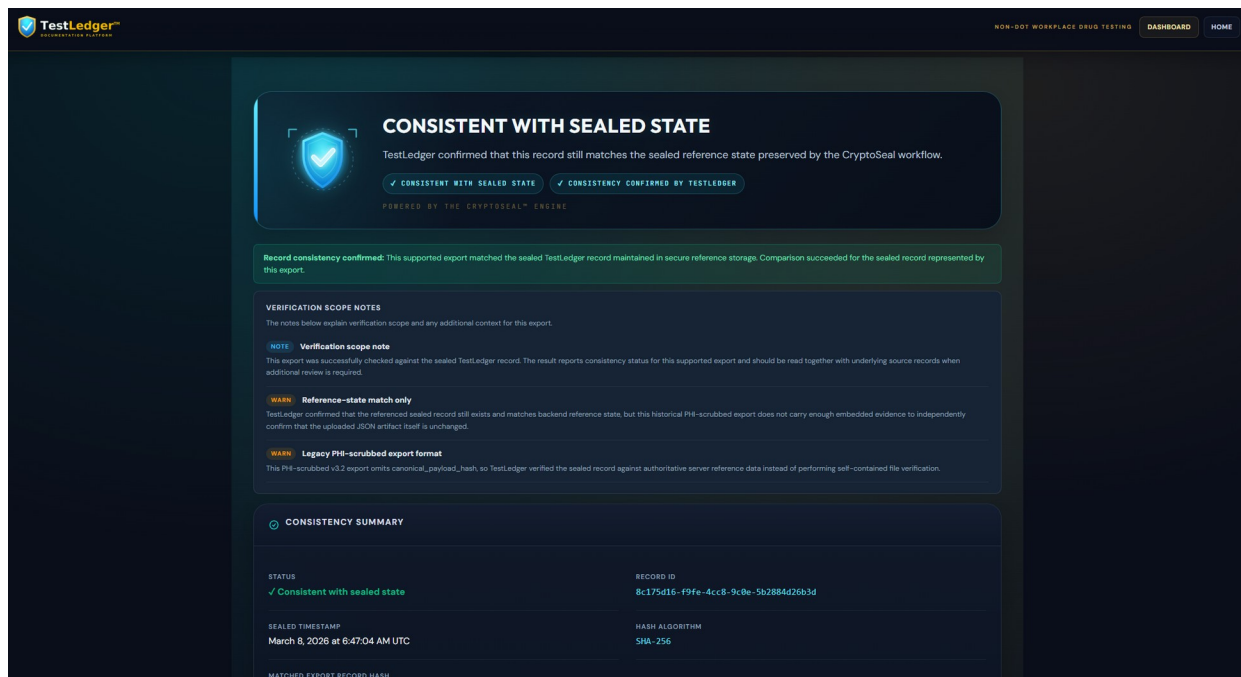 TestLedger™
DOCUMENTATION PLATFORM
NON-DOT WORKPLACE DRUG TESTING
DASHBOARD
HOME
CONSISTENT WITH SEALED STATE
TestLedger confirmed that this record still matches the sealed reference state preserved by the CryptoSeal workflow.
✓ CONSISTENT WITH SEALED STATE
✓ CONSISTENCY CONFIRMED BY TESTLEDGER
POWERED BY THE CRYPTOSEAL™ ENGINE
Record consistency confirmed: This supported export matched the sealed TestLedger record maintained in secure reference storage. Comparison succeeded for the sealed record represented by
this export.
VERIFICATION SCOPE NOTES
The notes below explain verification scope and any additional context for this export.
NOTE Verification scope note
This export was successfully checked against the sealed TestLedger record. The result reports consistency status for this supported export and should be read together with underlying source records when
additional review is required.
WARN Reference-state match only
TestLedger confirmed that the referenced sealed record still exists and matches backend reference state, but this historical PHI-scrubbed export does not carry enough embedded evidence to independently
confirm that the uploaded JSON artifact itself is unchanged.
WARN Legacy PHI-scrubbed export format
This PHI-scrubbed v3.2 export omits canonical_payload_hash, so TestLedger verified the sealed record against authoritative server reference data instead of performing self-contained file verification.
CONSISTENCY SUMMARY
STATUS
✓ Consistent with sealed state
RECORD ID
8c175d16-f9fe-4cc8-9c0e-5b2884d26b3d
SEALED TIMESTAMP
March 8, 2026 at 6:47:04 AM UTC
HASH ALGORITHM
SHA-256
MATCHED EXPORT RECORD HASH